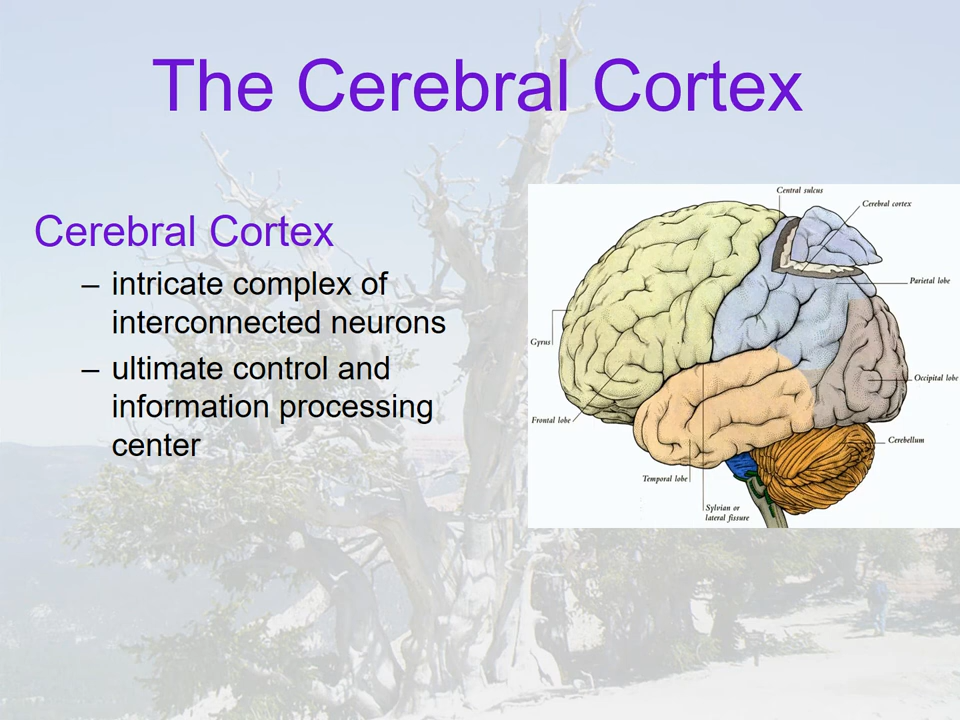 The Cerebral Cortex
Cerebral Cortex
– intricate complex of
interconnected neurons
– ultimate control and
information processing
center
Central sulcus
Cerebral cortex
Parietal lobe
Gyrus
Occipital lobe
Frontal lobe
Cerebellum
Temporal lobe
Sylvian or
lateral fissure